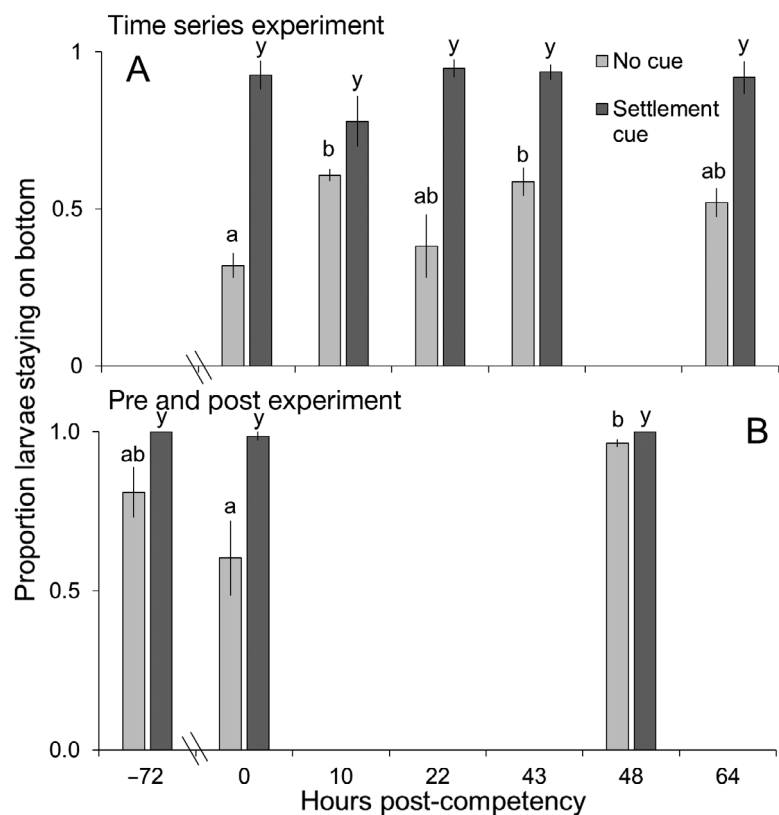 Time series experiment
A
No cue
Settlement
cue
1
0.5
0
a
y
b
y
ab
y
b
y
ab
y
Proportion larvae staying on bottom
Pre and post experiment
B
1.0
0.5
0.0
ab
y
a
y
b
y
–72
0
10
22
43
48
64
Hours post-competency